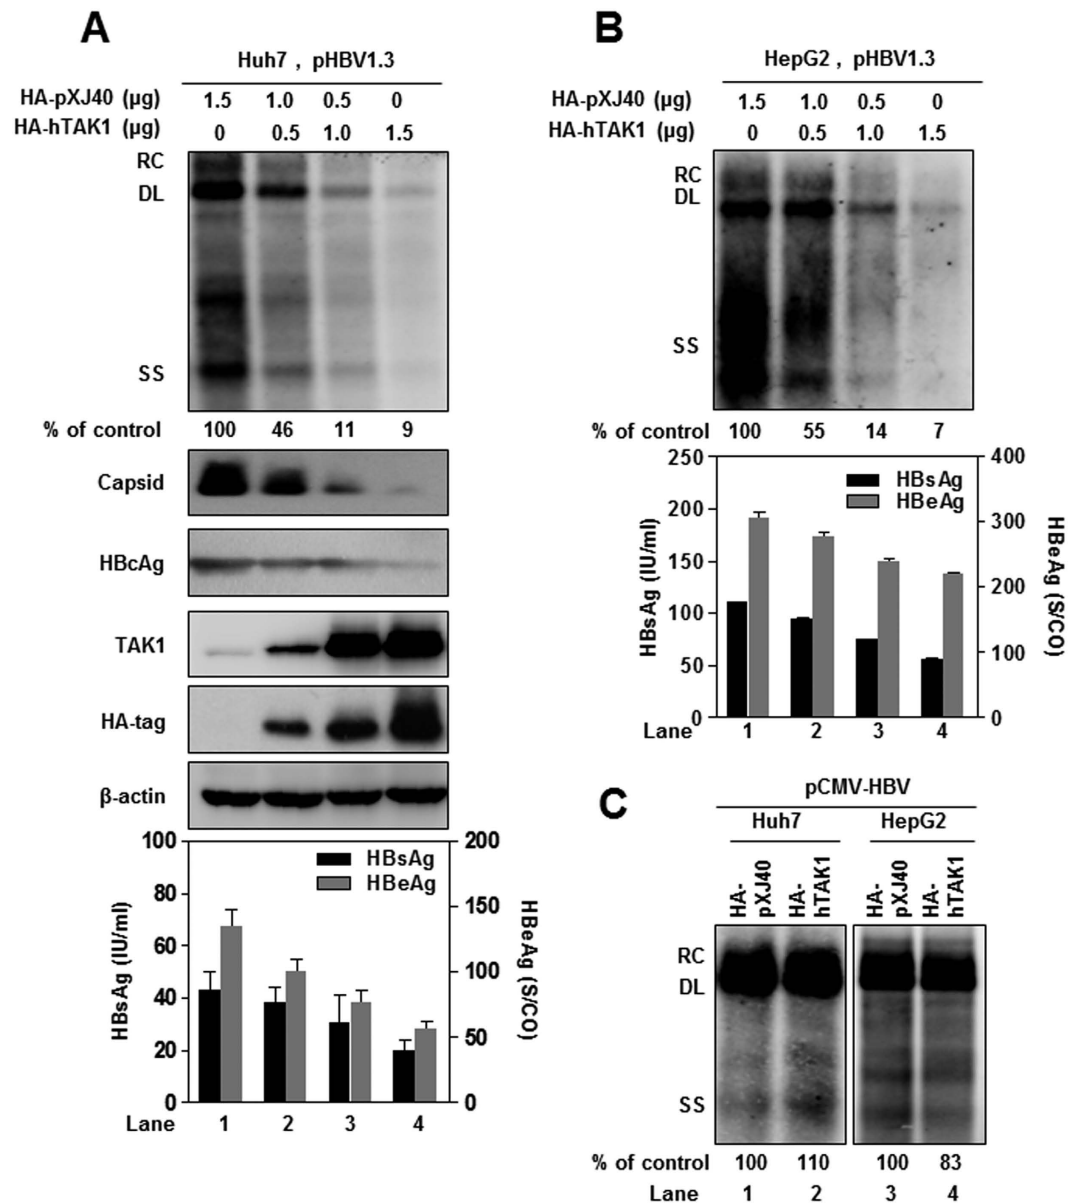 A
Huh7 , pHBV1.3
HA-pXJ40 (µg) 1.5 1.0 0.5 0
HA-hTAK1 (µg) 0 0.5 1.0 1.5
RC
DL
SS
% of control 100 46 11 9
Capsid
HBcAg
TAK1
HA-tag
β-actin
HBsAg
HBeAg
HBsAg (IU/ml)
100
80
60
40
20
0
200
150
100
50
0
HBeAg (S/CO)
Lane 1 2 3 4
B
HepG2 , pHBV1.3
HA-pXJ40 (µg) 1.5 1.0 0.5 0
HA-hTAK1 (µg) 0 0.5 1.0 1.5
RC
DL
SS
% of control 100 55 14 7
HBsAg
HBeAg
HBsAg (IU/ml)
250
200
150
100
50
0
400
300
200
100
0
HBeAg (S/CO)
Lane 1 2 3 4
C
pCMV-HBV
Huh7 HepG2
HA-pXJ40
HA-hTAK1
HA-pXJ40
HA-hTAK1
RC
DL
SS
% of control 100 110 100 83
Lane 1 2 3 4